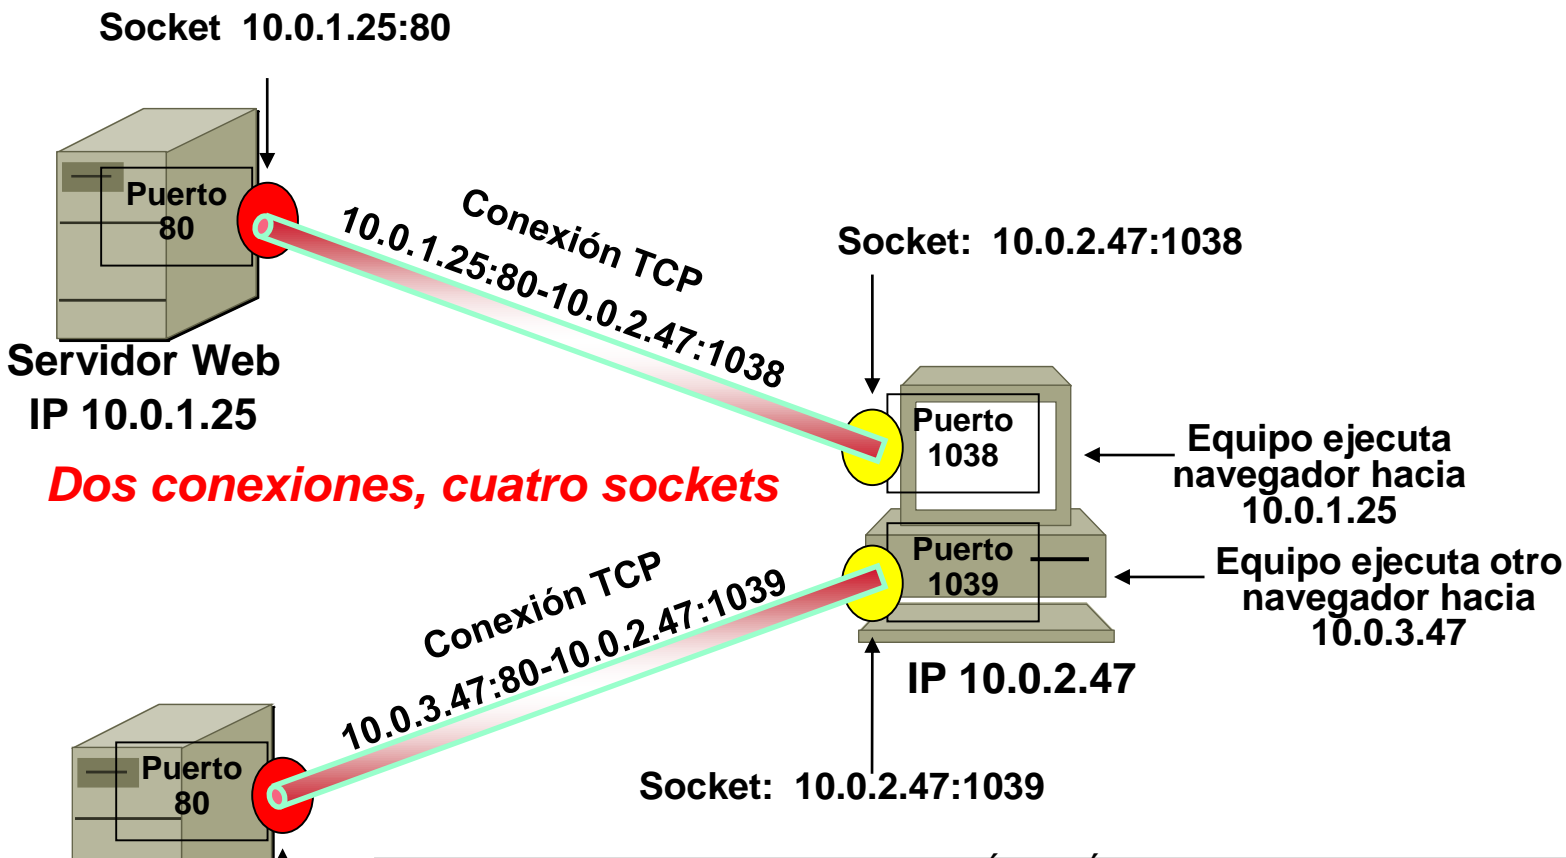 Socket 10.0.1.25:80
Puerto
80
Conexión TCP
10.0.1.25:80-10.0.2.47:1038
Socket: 10.0.2.47:1038
Servidor Web
IP 10.0.1.25
Puerto
1038
Equipo ejecuta
navegador hacia
10.0.1.25
Dos conexiones, cuatro sockets
Puerto
1039
Equipo ejecuta otro
navegador hacia
10.0.3.47
Conexión TCP
10.0.3.47:80-10.0.2.47:1039
IP 10.0.2.47
Puerto
80
Socket: 10.0.2.47:1039